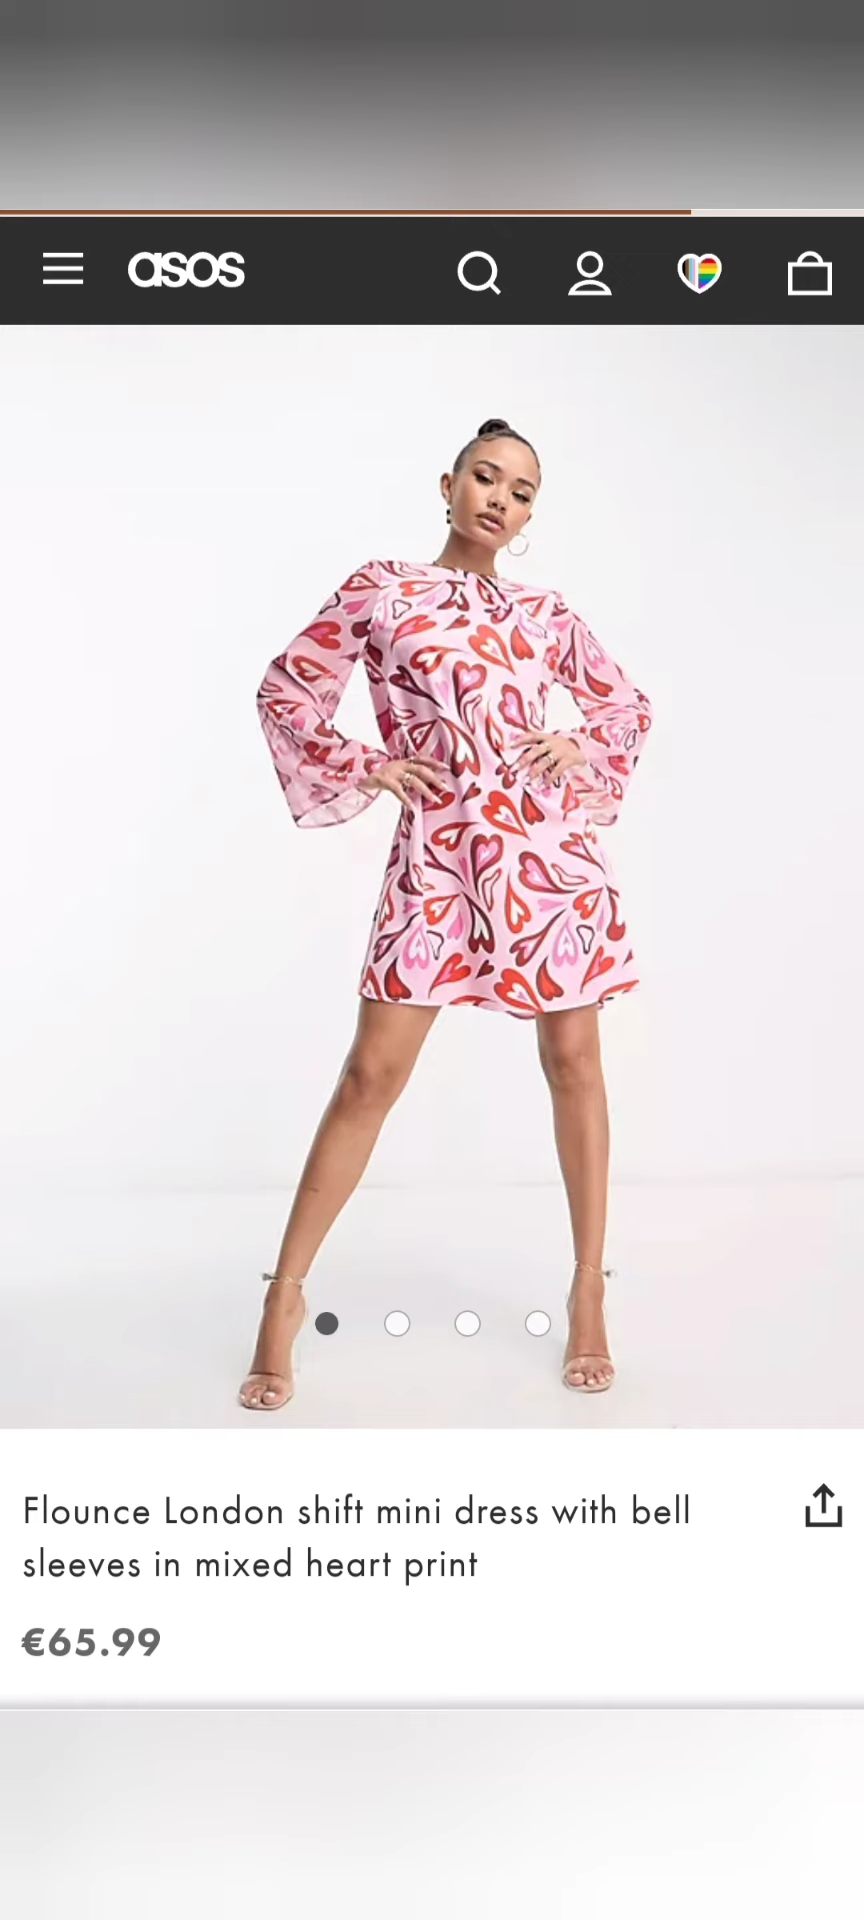 asos
Flounce London shift mini dress with bell
sleeves in mixed heart print
€65.99